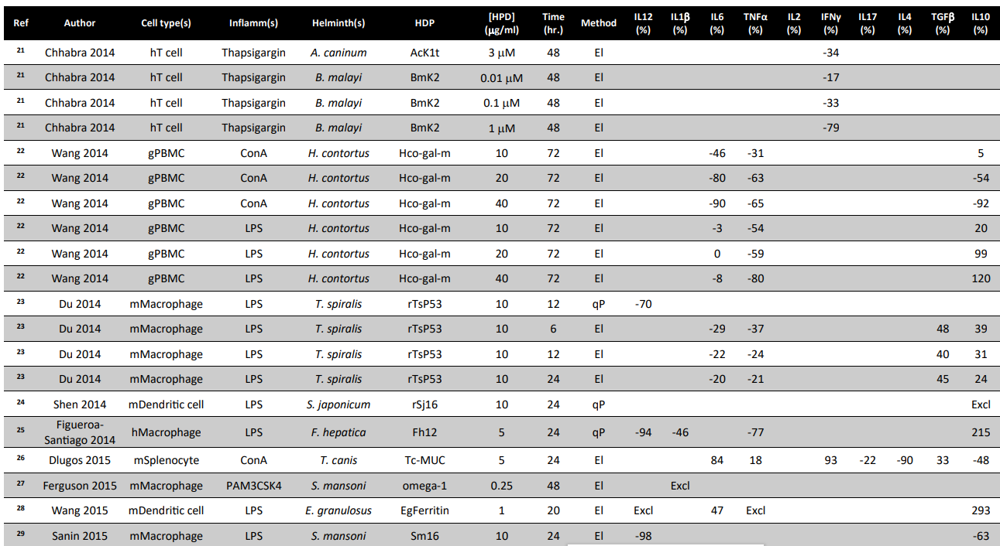 Ref Author Cell type(s) Inflamm(s) Helminth(s) HDP [HPD] (µg/ml) Time (hr.) Method IL12 (%) IL1β (%) IL6 (%) TNFα (%) IL2 (%) IFNγ (%) IL17 (%) IL4 (%) TGFβ (%) IL10 (%)
21 Chhabra 2014 hT cell Thapsigargin A. caninum AcK1t 3 µM 48 El -34
21 Chhabra 2014 hT cell Thapsigargin B. malayi BmK2 0.01 µM 48 El -17
21 Chhabra 2014 hT cell Thapsigargin B. malayi BmK2 0.1 µM 48 El -33
21 Chhabra 2014 hT cell Thapsigargin B. malayi BmK2 1 µM 48 El -79
22 Wang 2014 gPBMC ConA H. contortus Hco-gal-m 10 72 El -46 -31 5
22 Wang 2014 gPBMC ConA H. contortus Hco-gal-m 20 72 El -80 -63 -54
22 Wang 2014 gPBMC ConA H. contortus Hco-gal-m 40 72 El -90 -65 -92
22 Wang 2014 gPBMC LPS H. contortus Hco-gal-m 10 72 El -3 -54 20
22 Wang 2014 gPBMC LPS H. contortus Hco-gal-m 20 72 El 0 -59 99
22 Wang 2014 gPBMC LPS H. contortus Hco-gal-m 40 72 El -8 -80 120
23 Du 2014 mMacrophage LPS T. spiralis rTsP53 10 12 qP -70
23 Du 2014 mMacrophage LPS T. spiralis rTsP53 10 6 El -29 -37 48 39
23 Du 2014 mMacrophage LPS T. spiralis rTsP53 10 12 El -22 -24 40 31
23 Du 2014 mMacrophage LPS T. spiralis rTsP53 10 24 El -20 -21 45 24
24 Shen 2014 mDendritic cell LPS S. japonicum rSj16 10 24 qP Excl
25 Figueroa-Santiago 2014 hMacrophage LPS F. hepatica Fh12 5 24 qP -94 -46 -77 215
26 Dlugos 2015 mSplenocyte ConA T. canis Tc-MUC 5 24 El 84 18 93 -22 -90 33 -48
27 Ferguson 2015 mMacrophage PAM3CSK4 S. mansoni omega-1 0.25 48 El Excl
28 Wang 2015 mDendritic cell LPS E. granulosus EgFerritin 1 20 El Excl 47 Excl 293
29 Sanin 2015 mMacrophage LPS S. mansoni Sm16 10 24 El -98 -63